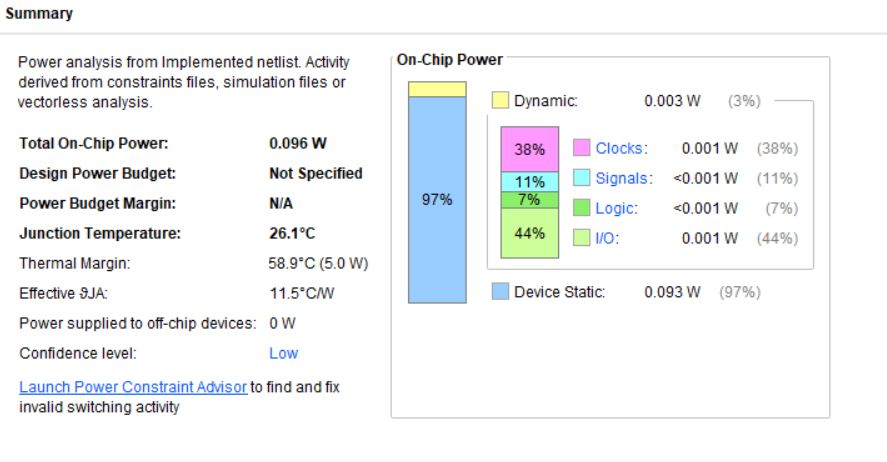 Summary
Power analysis from Implemented netlist. Activity
derived from constraints files, simulation files or
vectorless analysis.
Total On-Chip Power: 0.096 W
Design Power Budget: Not Specified
Power Budget Margin: N/A
Junction Temperature: 26.1°C
Thermal Margin: 58.9°C (5.0 W)
Effective ϑJA: 11.5°C/W
Power supplied to off-chip devices: 0 W
Confidence level: Low
Launch Power Constraint Advisor to find and fix
invalid switching activity
On-Chip Power
97%
Dynamic: 0.003 W (3%)
38% Clocks: 0.001 W (38%)
11% Signals: <0.001 W (11%)
7% Logic: <0.001 W (7%)
44% I/O: 0.001 W (44%)
Device Static: 0.093 W (97%)